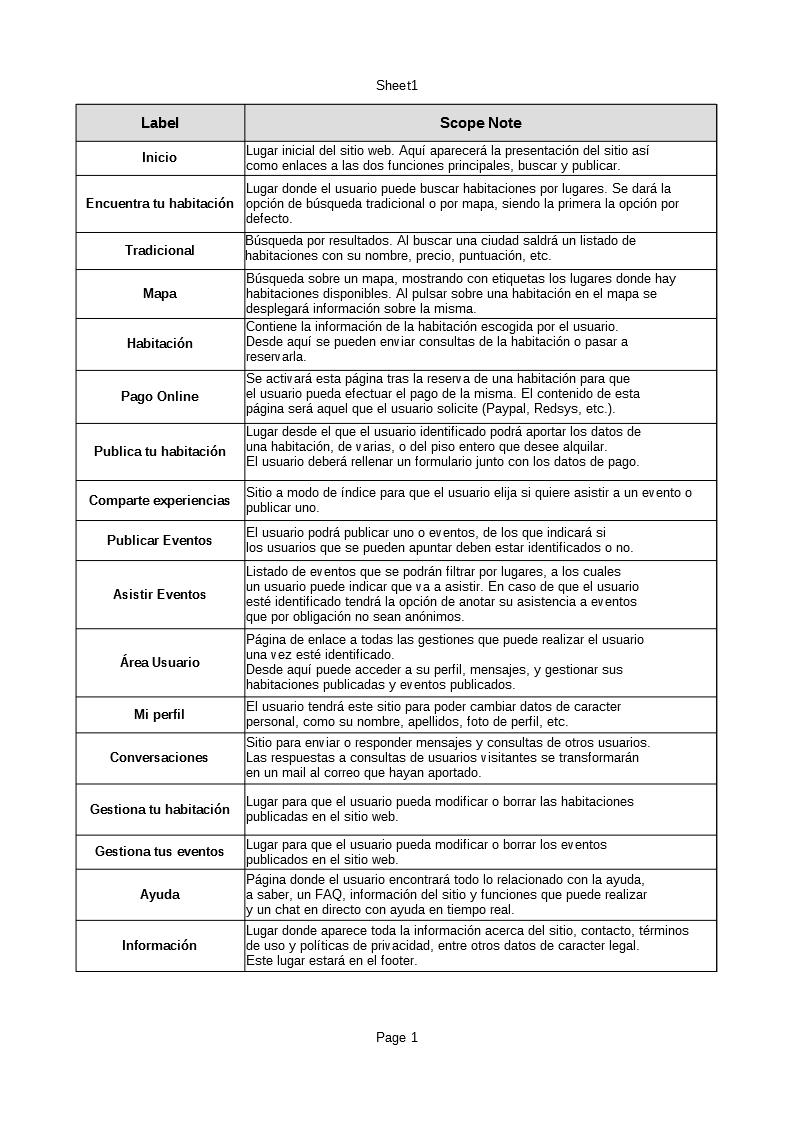 Sheet1
Label
Scope Note
Inicio
Lugar inicial del sitio web. Aquí aparecerá la presentación del sitio así
como enlaces a las dos funciones principales, buscar y publicar.
Encuentra tu habitación
Lugar donde el usuario puede buscar habitaciones por lugares. Se dará la
opción de búsqueda tradicional o por mapa, siendo la primera la opción por
defecto.
Tradicional
Búsqueda por resultados. Al buscar una ciudad saldrá un listado de
habitaciones con su nombre, precio, puntuación, etc.
Mapa
Búsqueda sobre un mapa, mostrando con etiquetas los lugares donde hay
habitaciones disponibles. Al pulsar sobre una habitación en el mapa se
desplegará información sobre la misma.
Habitación
Contiene la información de la habitación escogida por el usuario.
Desde aquí se pueden enviar consultas de la habitación o pasar a
reservarla.
Pago Online
Se activará esta página tras la reserva de una habitación para que
el usuario pueda efectuar el pago de la misma. El contenido de esta
página será aquel que el usuario solicite (Paypal, Redsys, etc.).
Publica tu habitación
Lugar desde el que el usuario identificado podrá aportar los datos de
una habitación, de varias, o del piso entero que desee alquilar.
El usuario deberá rellenar un formulario junto con los datos de pago.
Comparte experiencias
Sitio a modo de índice para que el usuario elija si quiere asistir a un evento o
publicar uno.
Publicar Eventos
El usuario podrá publicar uno o eventos, de los que indicará si
los usuarios que se pueden apuntar deben estar identificados o no.
Asistir Eventos
Listado de eventos que se podrán filtrar por lugares, a los cuales
un usuario puede indicar que va a asistir. En caso de que el usuario
esté identificado tendrá la opción de anotar su asistencia a eventos
que por obligación no sean anónimos.
Área Usuario
Página de enlace a todas las gestiones que puede realizar el usuario
una vez esté identificado.
Desde aquí puede acceder a su perfil, mensajes, y gestionar sus
habitaciones publicadas y eventos publicados.
Mi perfil
El usuario tendrá este sitio para poder cambiar datos de caracter
personal, como su nombre, apellidos, foto de perfil, etc.
Conversaciones
Sitio para enviar o responder mensajes y consultas de otros usuarios.
Las respuestas a consultas de usuarios visitantes se transformarán
en un mail al correo que hayan aportado.
Gestiona tu habitación
Lugar para que el usuario pueda modificar o borrar las habitaciones
publicadas en el sitio web.
Gestiona tus eventos
Lugar para que el usuario pueda modificar o borrar los eventos
publicados en el sitio web.
Ayuda
Página donde el usuario encontrará todo lo relacionado con la ayuda,
a saber, un FAQ, información del sitio y funciones que puede realizar
y un chat en directo con ayuda en tiempo real.
Información
Lugar donde aparece toda la información acerca del sitio, contacto, términos
de uso y políticas de privacidad, entre otros datos de caracter legal.
Este lugar estará en el footer.
Page 1